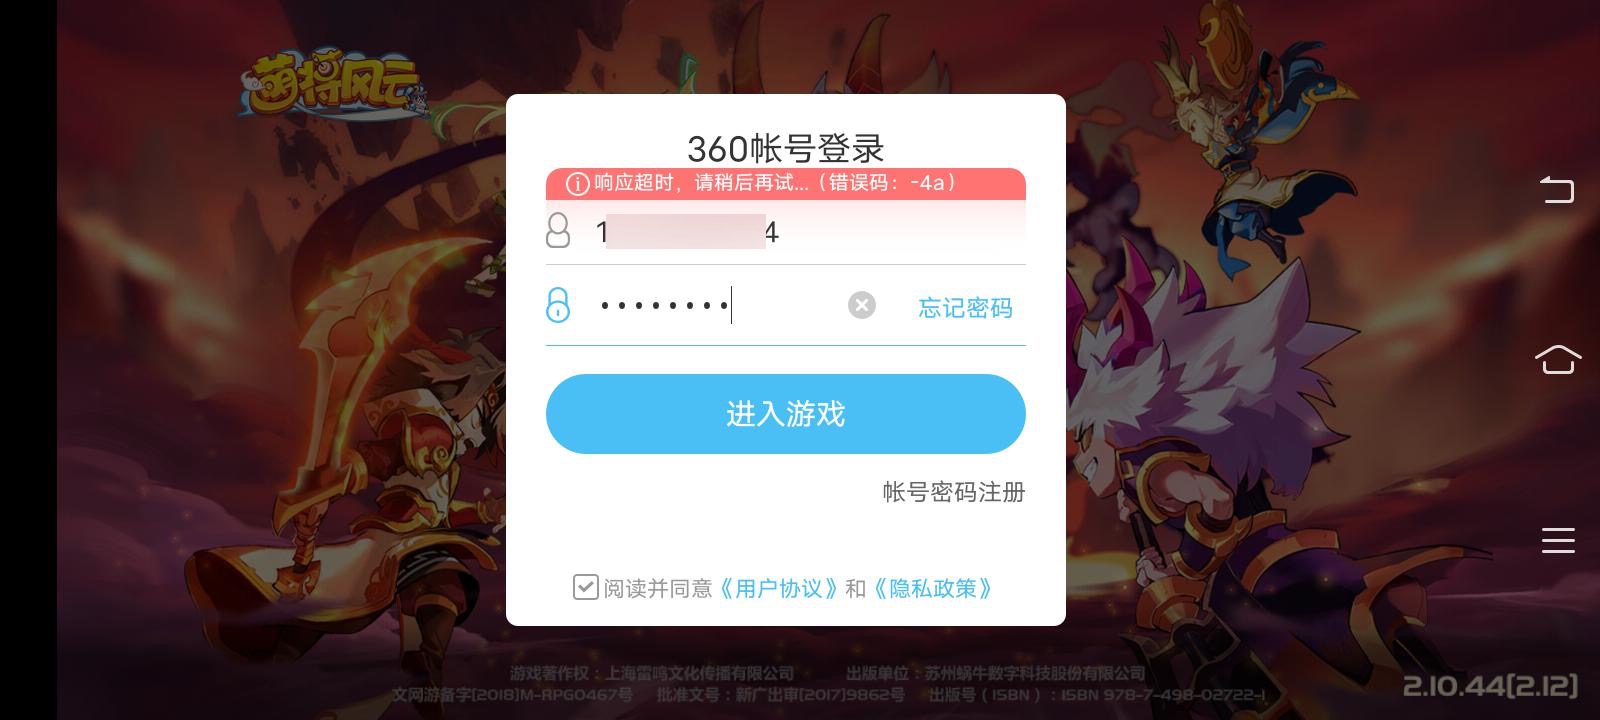 萌将风云
360帐号登录
响应超时，请稍后再试...（错误码：-4a）
1 4
忘记密码
进入游戏
帐号密码注册
阅读并同意《用户协议》和《隐私政策》
游戏著作权：上海雷鸣文化传播有限公司 出版单位：苏州蜗牛数字科技股份有限公司
文网游备字[2018]M-RPG0467号 批准文号：新广出审[2017]9862号 出版号（ISBN）：ISBN 978-7-498-02722-1
2.10.44[2.12]